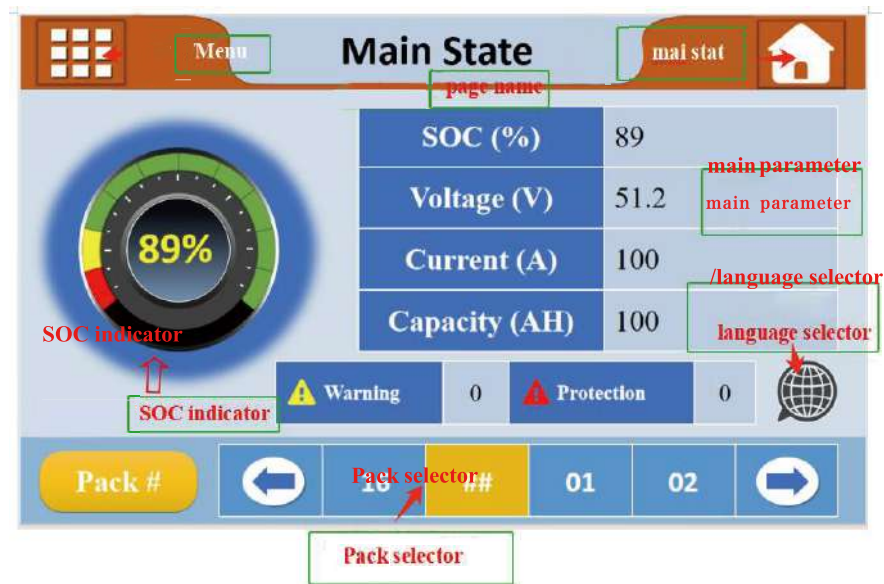 Menu
Main State
mai stat
page name
SOC (%)
89
main parameter
Voltage (V)
51.2
main parameter
89%
Current (A)
100
/language selector
Capacity (AH)
100
language selector
SOC indicator
SOC indicator
Warning
0
Protection
0
Pack #
16
Pack selector
##
01
02
Pack selector